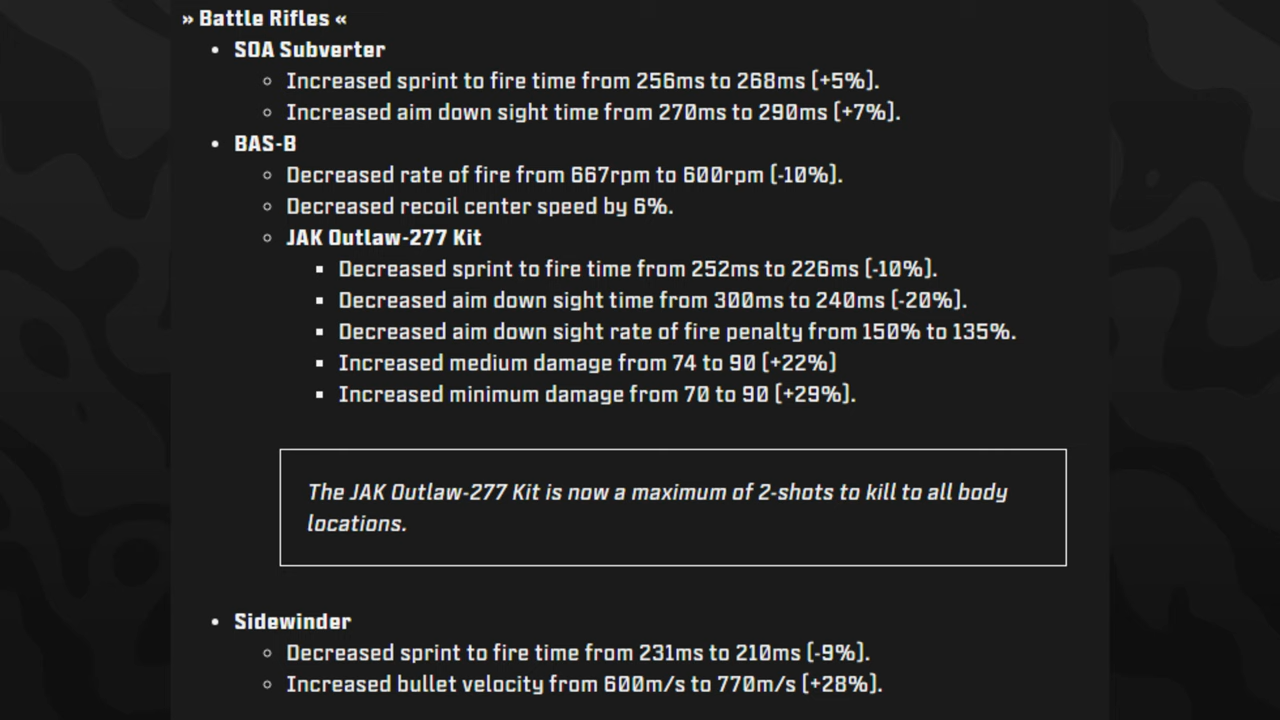 » Battle Rifles «
• SOA Subverter
◦ Increased sprint to fire time from 256ms to 268ms (+5%).
◦ Increased aim down sight time from 270ms to 290ms (+7%).
• BAS-B
◦ Decreased rate of fire from 667rpm to 600rpm (-10%).
◦ Decreased recoil center speed by 6%.
◦ JAK Outlaw-277 Kit
▪ Decreased sprint to fire time from 252ms to 226ms (-10%).
▪ Decreased aim down sight time from 300ms to 240ms (-20%).
▪ Decreased aim down sight rate of fire penalty from 150% to 135%.
▪ Increased medium damage from 74 to 90 (+22%)
▪ Increased minimum damage from 70 to 90 (+29%).
The JAK Outlaw-277 Kit is now a maximum of 2-shots to kill to all body
locations.
• Sidewinder
◦ Decreased sprint to fire time from 231ms to 210ms (-9%).
◦ Increased bullet velocity from 600m/s to 770m/s (+28%).